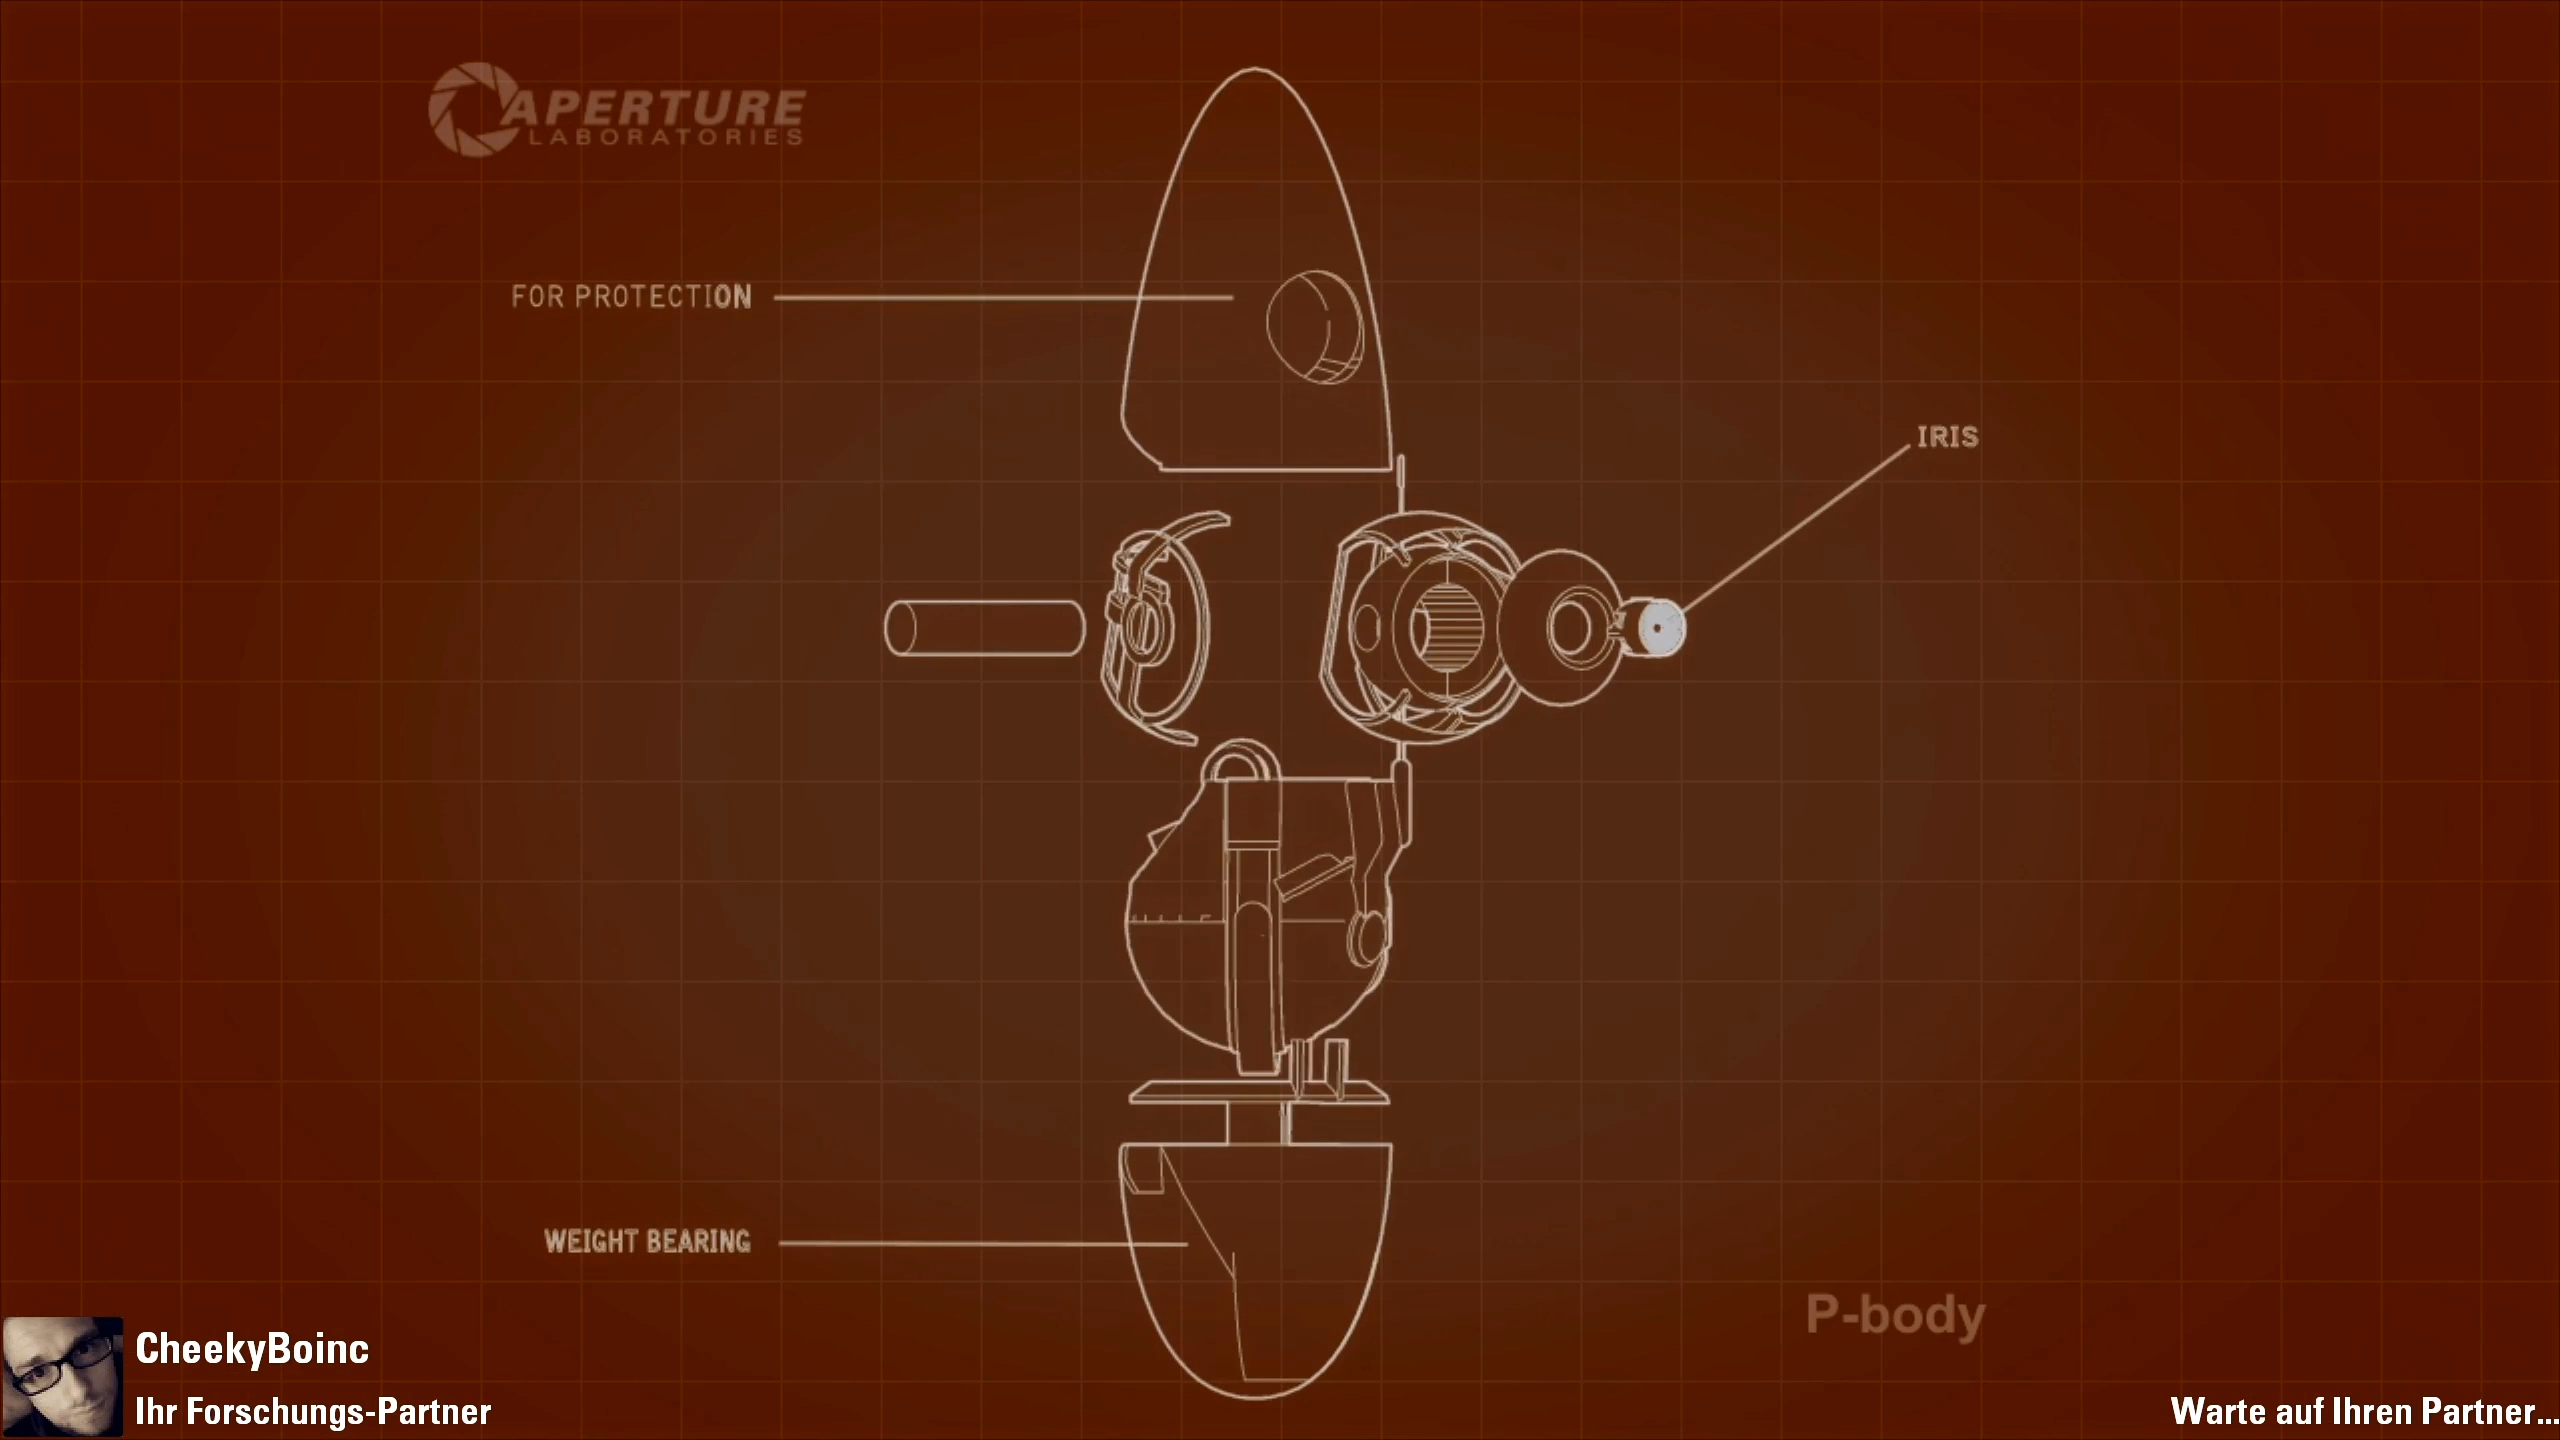 APERTURE
LABORATORIES
FOR PROTECTION
IRIS
WEIGHT BEARING
P-body
CheekyBoinc
Ihr Forschungs-Partner
Warte auf Ihren Partner...